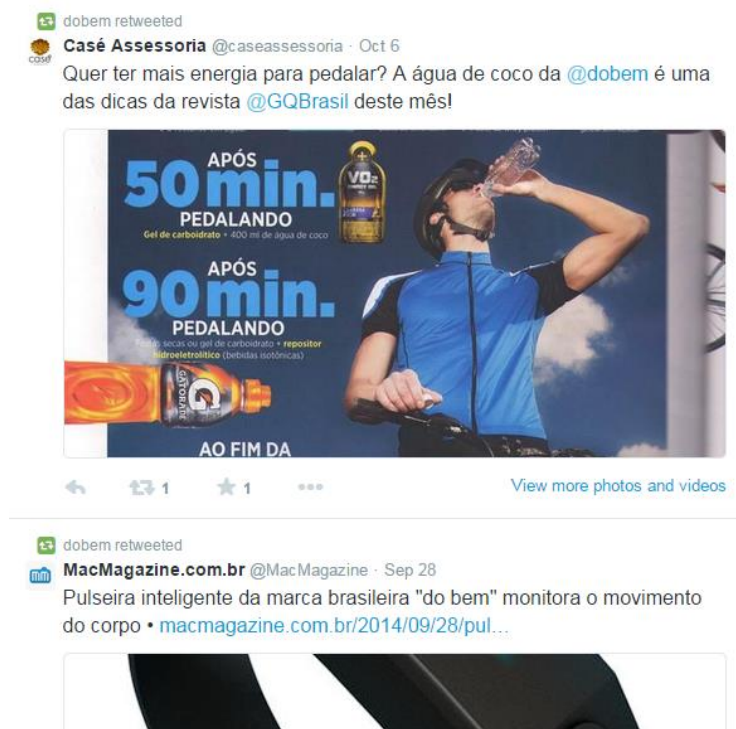 dobem retweeted
Casé Assessoria @caseassessoria · Oct 6
Quer ter mais energia para pedalar? A água de coco da @dobem é uma
das dicas da revista @GQBrasil deste mês!
APÓS
50 min.
PEDALANDO
Gel de carboidrato + 400 ml de água de coco
VO2
ENERGY GEL
APÓS
90 min.
PEDALANDO
secas ou gel de carboidrato + repositor
hidroeletrolítico (bebidas isotônicas)
G
GATORADE
AO FIM DA
1
1
View more photos and videos
dobem retweeted
MacMagazine.com.br @MacMagazine · Sep 28
Pulseira inteligente da marca brasileira "do bem" monitora o movimento
do corpo • macmagazine.com.br/2014/09/28/pul...